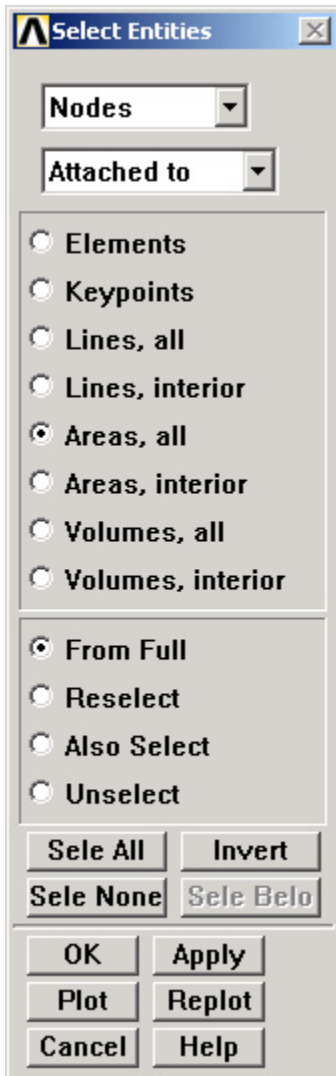 Select Entities
Nodes
Attached to
Elements
Keypoints
Lines, all
Lines, interior
Areas, all
Areas, interior
Volumes, all
Volumes, interior
From Full
Reselect
Also Select
Unselect
Sele All Invert
Sele None Sele Belo
OK Apply
Plot Replot
Cancel Help